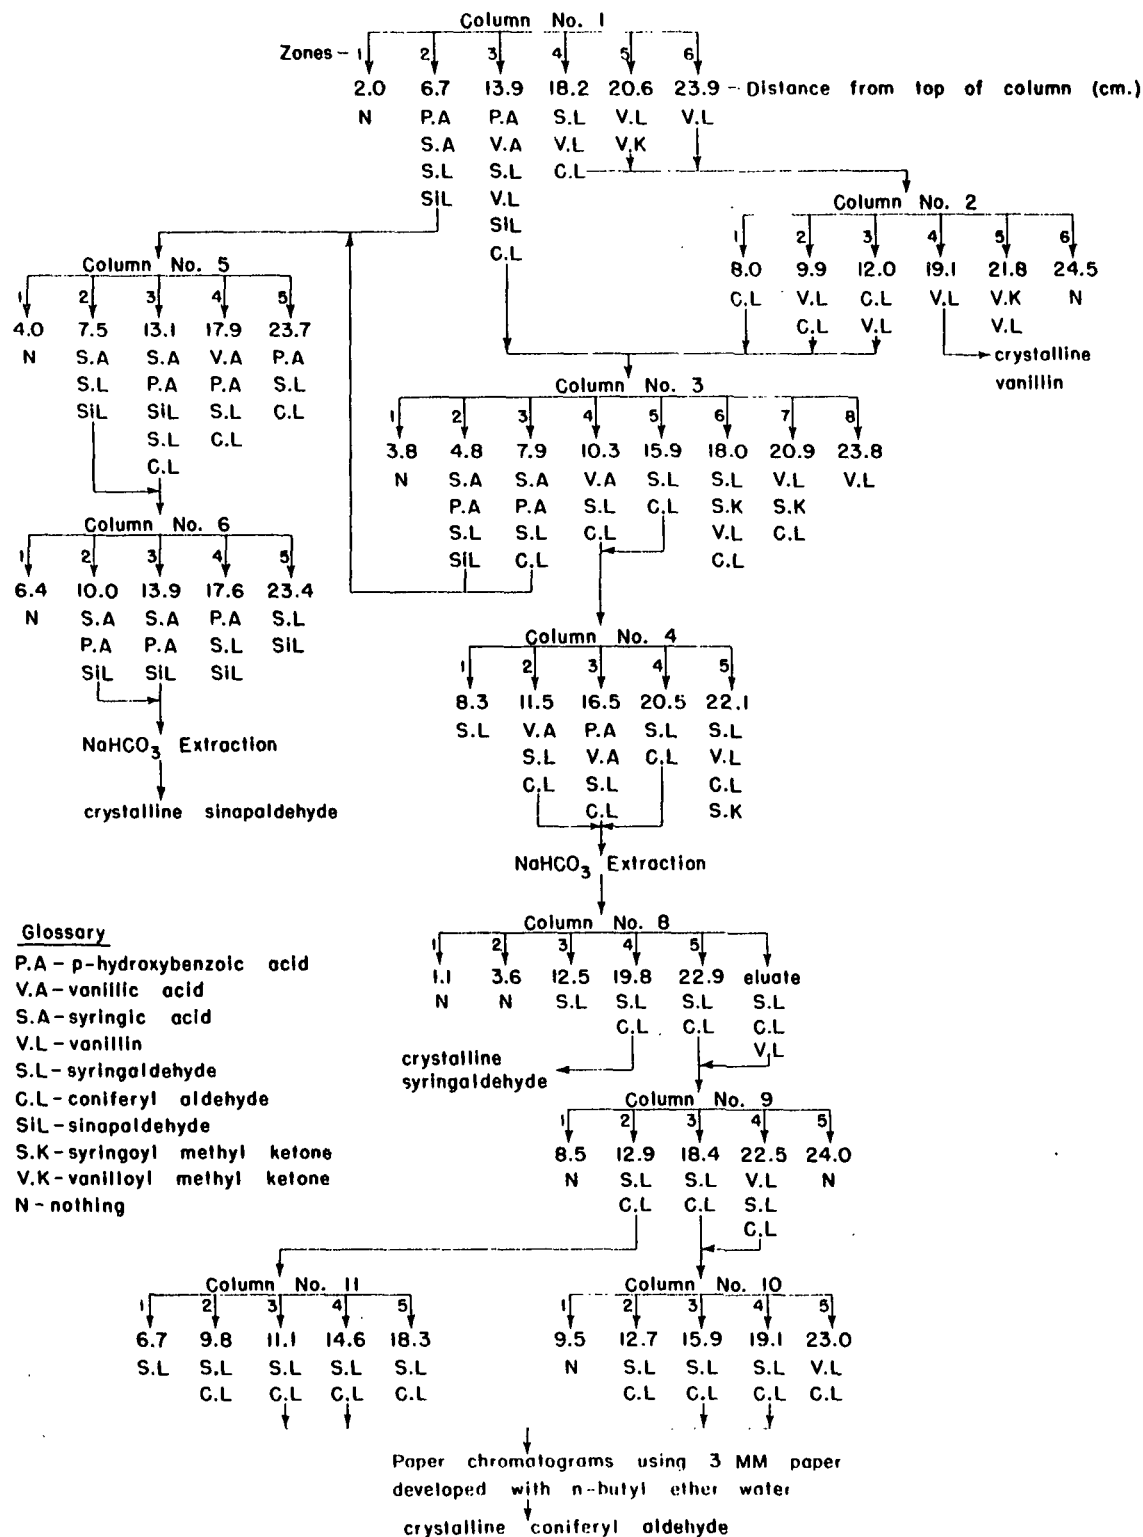 Column No. 1
Zones - 1 2 3 4 5 6
2.0 6.7 13.9 18.2 20.6 23.9 -- Distance from top of column (cm.)
N P.A P.A S.L V.L V.L
S.A V.A V.L V.K
S.L S.L C.L
SiL V.L
SiL
C.L
Column No. 2
1 2 3 4 5 6
8.0 9.9 12.0 19.1 21.8 24.5
C.L V.L C.L V.L V.K N
C.L V.L V.L
crystalline
vanillin
Column No. 5
1 2 3 4 5
4.0 7.5 13.1 17.9 23.7
N S.A S.A V.A P.A
S.L P.A P.A S.L
SiL SiL S.L C.L
S.L C.L
C.L
Column No. 3
1 2 3 4 5 6 7 8
3.8 4.8 7.9 10.3 15.9 18.0 20.9 23.8
N S.A S.A V.A S.L S.L V.L V.L
P.A P.A S.L C.L S.K S.K
S.L S.L C.L V.L C.L
SiL C.L C.L
Column No. 6
1 2 3 4 5
6.4 10.0 13.9 17.6 23.4
N S.A S.A P.A S.L
P.A P.A S.L SiL
SiL SiL SiL
NaHCO3 Extraction
crystalline sinapaldehyde
Column No. 4
1 2 3 4 5
8.3 11.5 16.5 20.5 22.1
S.L V.A P.A S.L S.L
S.L V.A C.L V.L
C.L S.L C.L
C.L S.K
NaHCO3 Extraction
Column No. 8
1 2 3 4 5
1.1 3.6 12.5 19.8 22.9 eluate
N N S.L S.L S.L S.L
C.L C.L C.L
V.L
crystalline
syringaldehyde
Glossary
P.A - p-hydroxybenzoic acid
V.A - vanillic acid
S.A - syringic acid
V.L - vanillin
S.L - syringaldehyde
C.L - coniferyl aldehyde
SiL - sinapaldehyde
S.K - syringoyl methyl ketone
V.K - vanilloyl methyl ketone
N - nothing
Column No. 9
1 2 3 4 5
8.5 12.9 18.4 22.5 24.0
N S.L S.L V.L N
C.L C.L S.L
C.L
Column No. 11
1 2 3 4 5
6.7 9.8 11.1 14.6 18.3
S.L S.L S.L S.L S.L
C.L C.L C.L C.L
Column No. 10
1 2 3 4 5
9.5 12.7 15.9 19.1 23.0
N S.L S.L S.L V.L
C.L C.L C.L C.L
Paper chromatograms using 3 MM paper
developed with n-butyl ether water
crystalline coniferyl aldehyde